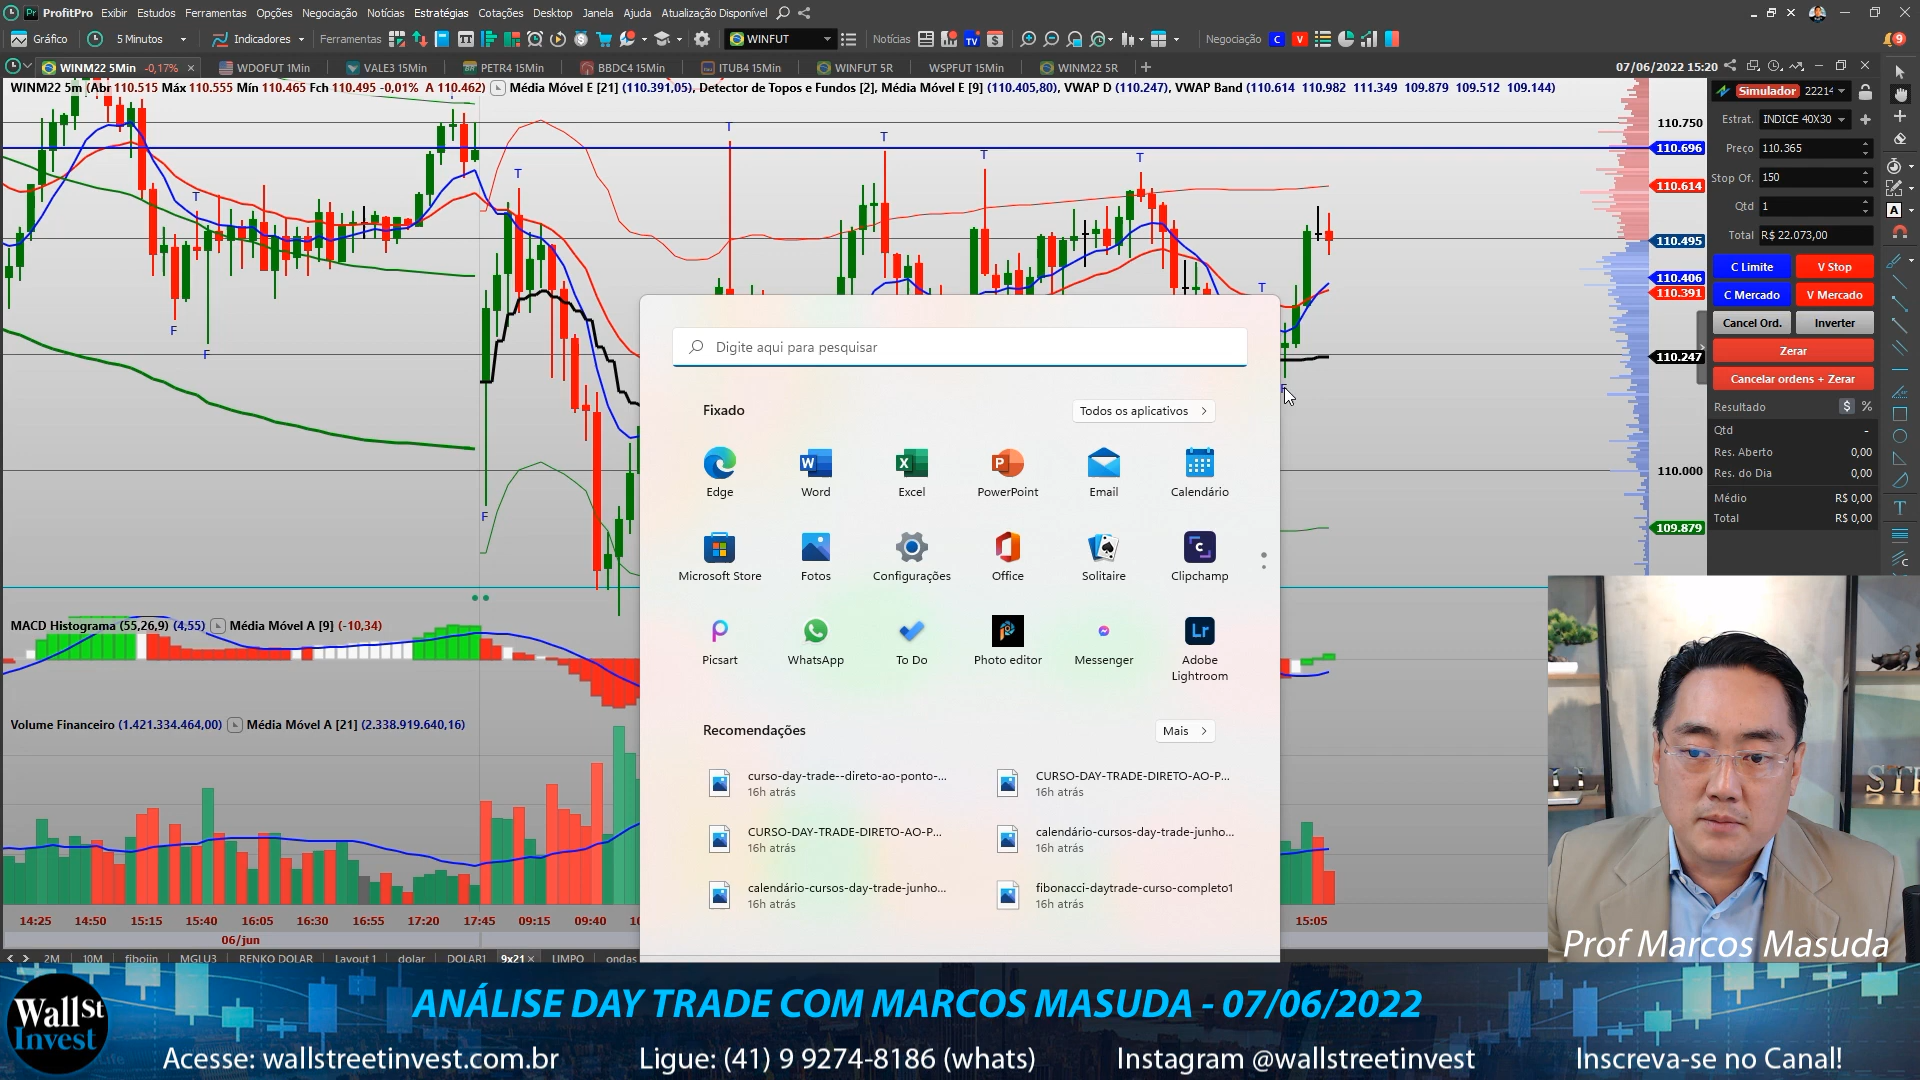 ProfitPro Exibir Estudos Ferramentas Opções Negociação Notícias Estratégias Cotações Desktop Janela Ajuda Atualização Disponível
Gráfico 5 Minutos Indicadores Ferramentas WINFUT Notícias Negociação C V 9
WINM22 5Min -0,17% WDOFUT 1Min VALE3 15Min PETR4 15Min BBDC4 15Min ITUB4 15Min WINFUT 5R WSPFUT 15Min WINM22 5R 07/06/2022 15:20
WINM22 5m (Abr 110.515 Máx 110.555 Mín 110.465 Fch 110.495 -0,01% A 110.462) Média Móvel E [21] (110.391,05), Detector de Topos e Fundos [2], Média Móvel E [9] (110.405,80), VWAP D (110.247), VWAP Band (110.614 110.982 111.349 109.879 109.512 109.144)
110.750
110.696
110.614
110.495
110.406
110.391
110.247
110.000
109.879
T
T
T
T
T
T
T
F
F
F
F
Simulador 22214
Estrat. INDICE 40X30
Preço 110.365
Stop Of. 150
Qtd 1
Total R$ 22.073,00
C Limite V Stop
C Mercado V Mercado
Cancel Ord. Inverter
Zerar
Cancelar ordens + Zerar
Resultado $ %
Qtd -
Res. Aberto 0,00
Res. do Dia 0,00
Médio R$ 0,00
Total R$ 0,00
Digite aqui para pesquisar
Fixado Todos os aplicativos
Edge Word Excel PowerPoint Email Calendário
Microsoft Store Fotos Configurações Office Solitaire Clipchamp
Picsart WhatsApp To Do Photo editor Messenger Adobe Lightroom
Recomendações Mais
curso-day-trade--direto-ao-ponto-...
16h atrás
CURSO-DAY-TRADE-DIRETO-AO-P...
16h atrás
CURSO-DAY-TRADE-DIRETO-AO-P...
16h atrás
calendário-cursos-day-trade-junho...
16h atrás
calendário-cursos-day-trade-junho...
16h atrás
fibonacci-daytrade-curso-completo1
16h atrás
MACD Histograma (55,26,9) (4,55) Média Móvel A [9] (-10,34)
Volume Financeiro (1.421.334.464,00) Média Móvel A [21] (2.338.919.640,16)
14:25 14:50 15:15 15:40 16:05 16:30 16:55 17:20 17:45 09:15 09:40 15:05
06/jun
2M 10M fiboiin MGLU3 RENKO DOLAR Layout 1 dolar DOLAR1 9x21 LIMPO ondas
Prof Marcos Masuda
Wall St
Invest
ANÁLISE DAY TRADE COM MARCOS MASUDA - 07/06/2022
Acesse: wallstreetinvest.com.br Ligue: (41) 9 9274-8186 (whats) Instagram @wallstreetinvest Inscreva-se no Canal!